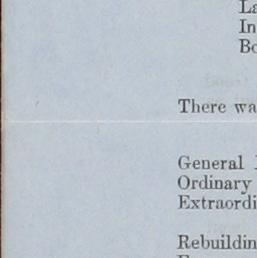 La
In
Bo
There wa
General
Ordinary
Extraordi
Rebuildin